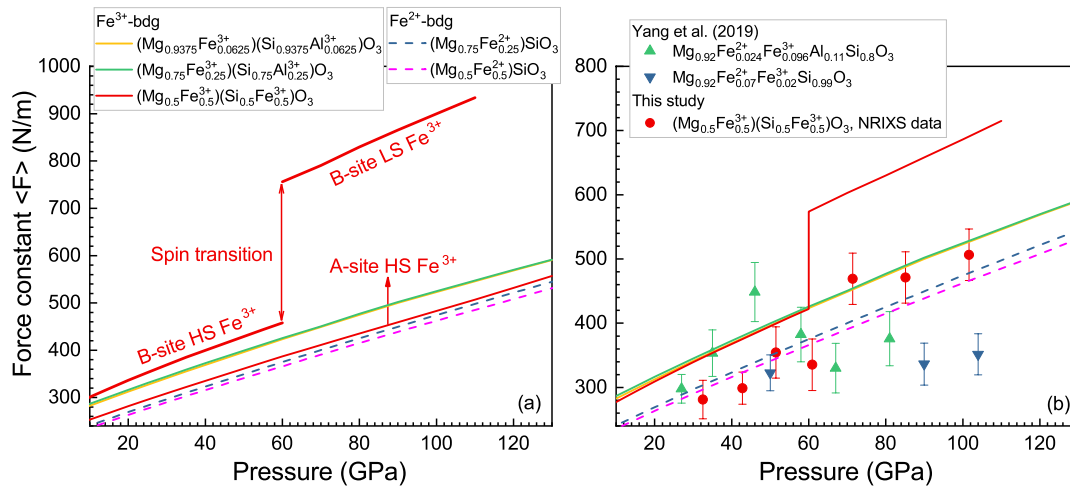 Fe³⁺-bdg
(Mg₀.₉₃₇₅Fe³⁺₀.₀₆₂₅)(Si₀.₉₃₇₅Al³⁺₀.₀₆₂₅)O₃
(Mg₀.₇₅Fe³⁺₀.₂₅)(Si₀.₇₅Al³⁺₀.₂₅)O₃
(Mg₀.₅Fe³⁺₀.₅)(Si₀.₅Fe³⁺₀.₅)O₃
Fe²⁺-bdg
(Mg₀.₇₅Fe²⁺₀.₂₅)SiO₃
(Mg₀.₅Fe²⁺₀.₅)SiO₃
Force constant <F> (N/m)
1000
900
800
700
600
500
400
300
B-site LS Fe³⁺
Spin transition
A-site HS Fe³⁺
B-site HS Fe³⁺
(a)
20 40 60 80 100 120
Pressure (GPa)
Yang et al. (2019)
Mg₀.₉₂Fe²⁺₀.₀₂₄Fe³⁺₀.₀₉₆Al₀.₁₁Si₀.₈O₃
Mg₀.₉₂Fe²⁺₀.₀₇Fe³⁺₀.₀₂Si₀.₉₉O₃
This study
(Mg₀.₅Fe³⁺₀.₅)(Si₀.₅Fe³⁺₀.₅)O₃, NRIXS data
800
700
600
500
400
300
(b)
20 40 60 80 100 120
Pressure (GPa)